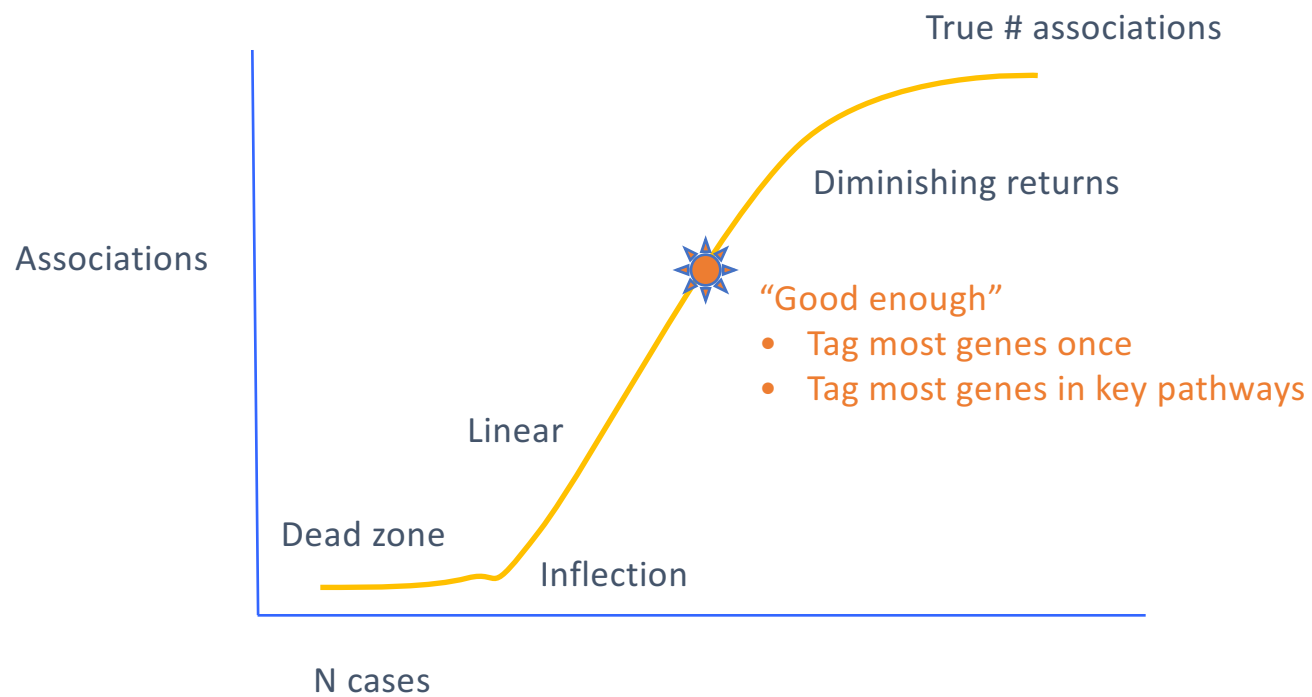 True # associations
Diminishing returns
Associations
“Good enough”
• Tag most genes once
• Tag most genes in key pathways
Linear
Dead zone
Inflection
N cases